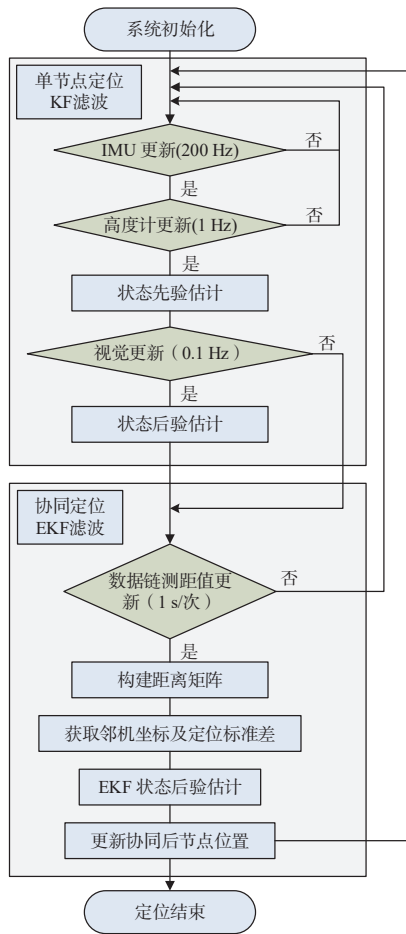 系统初始化
单节点定位
KF滤波
IMU 更新(200 Hz)
否
是
高度计更新(1 Hz)
否
是
状态先验估计
视觉更新（0.1 Hz）
否
是
状态后验估计
协同定位
EKF滤波
数据链测距值更
新（1 s/次）
否
是
构建距离矩阵
获取邻机坐标及定位标准差
EKF 状态后验估计
更新协同后节点位置
定位结束